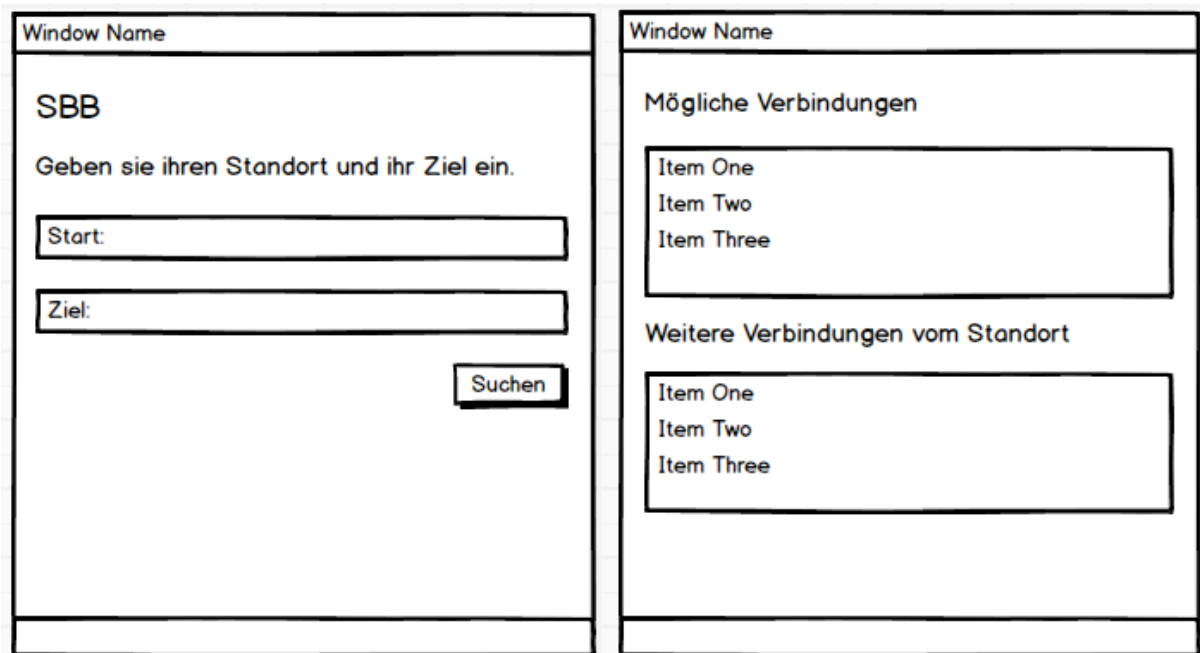 Window Name
SBB
Geben sie ihren Standort und ihr Ziel ein.
Start:
Ziel:
Suchen
Window Name
Mögliche Verbindungen
Item One
Item Two
Item Three
Weitere Verbindungen vom Standort
Item One
Item Two
Item Three